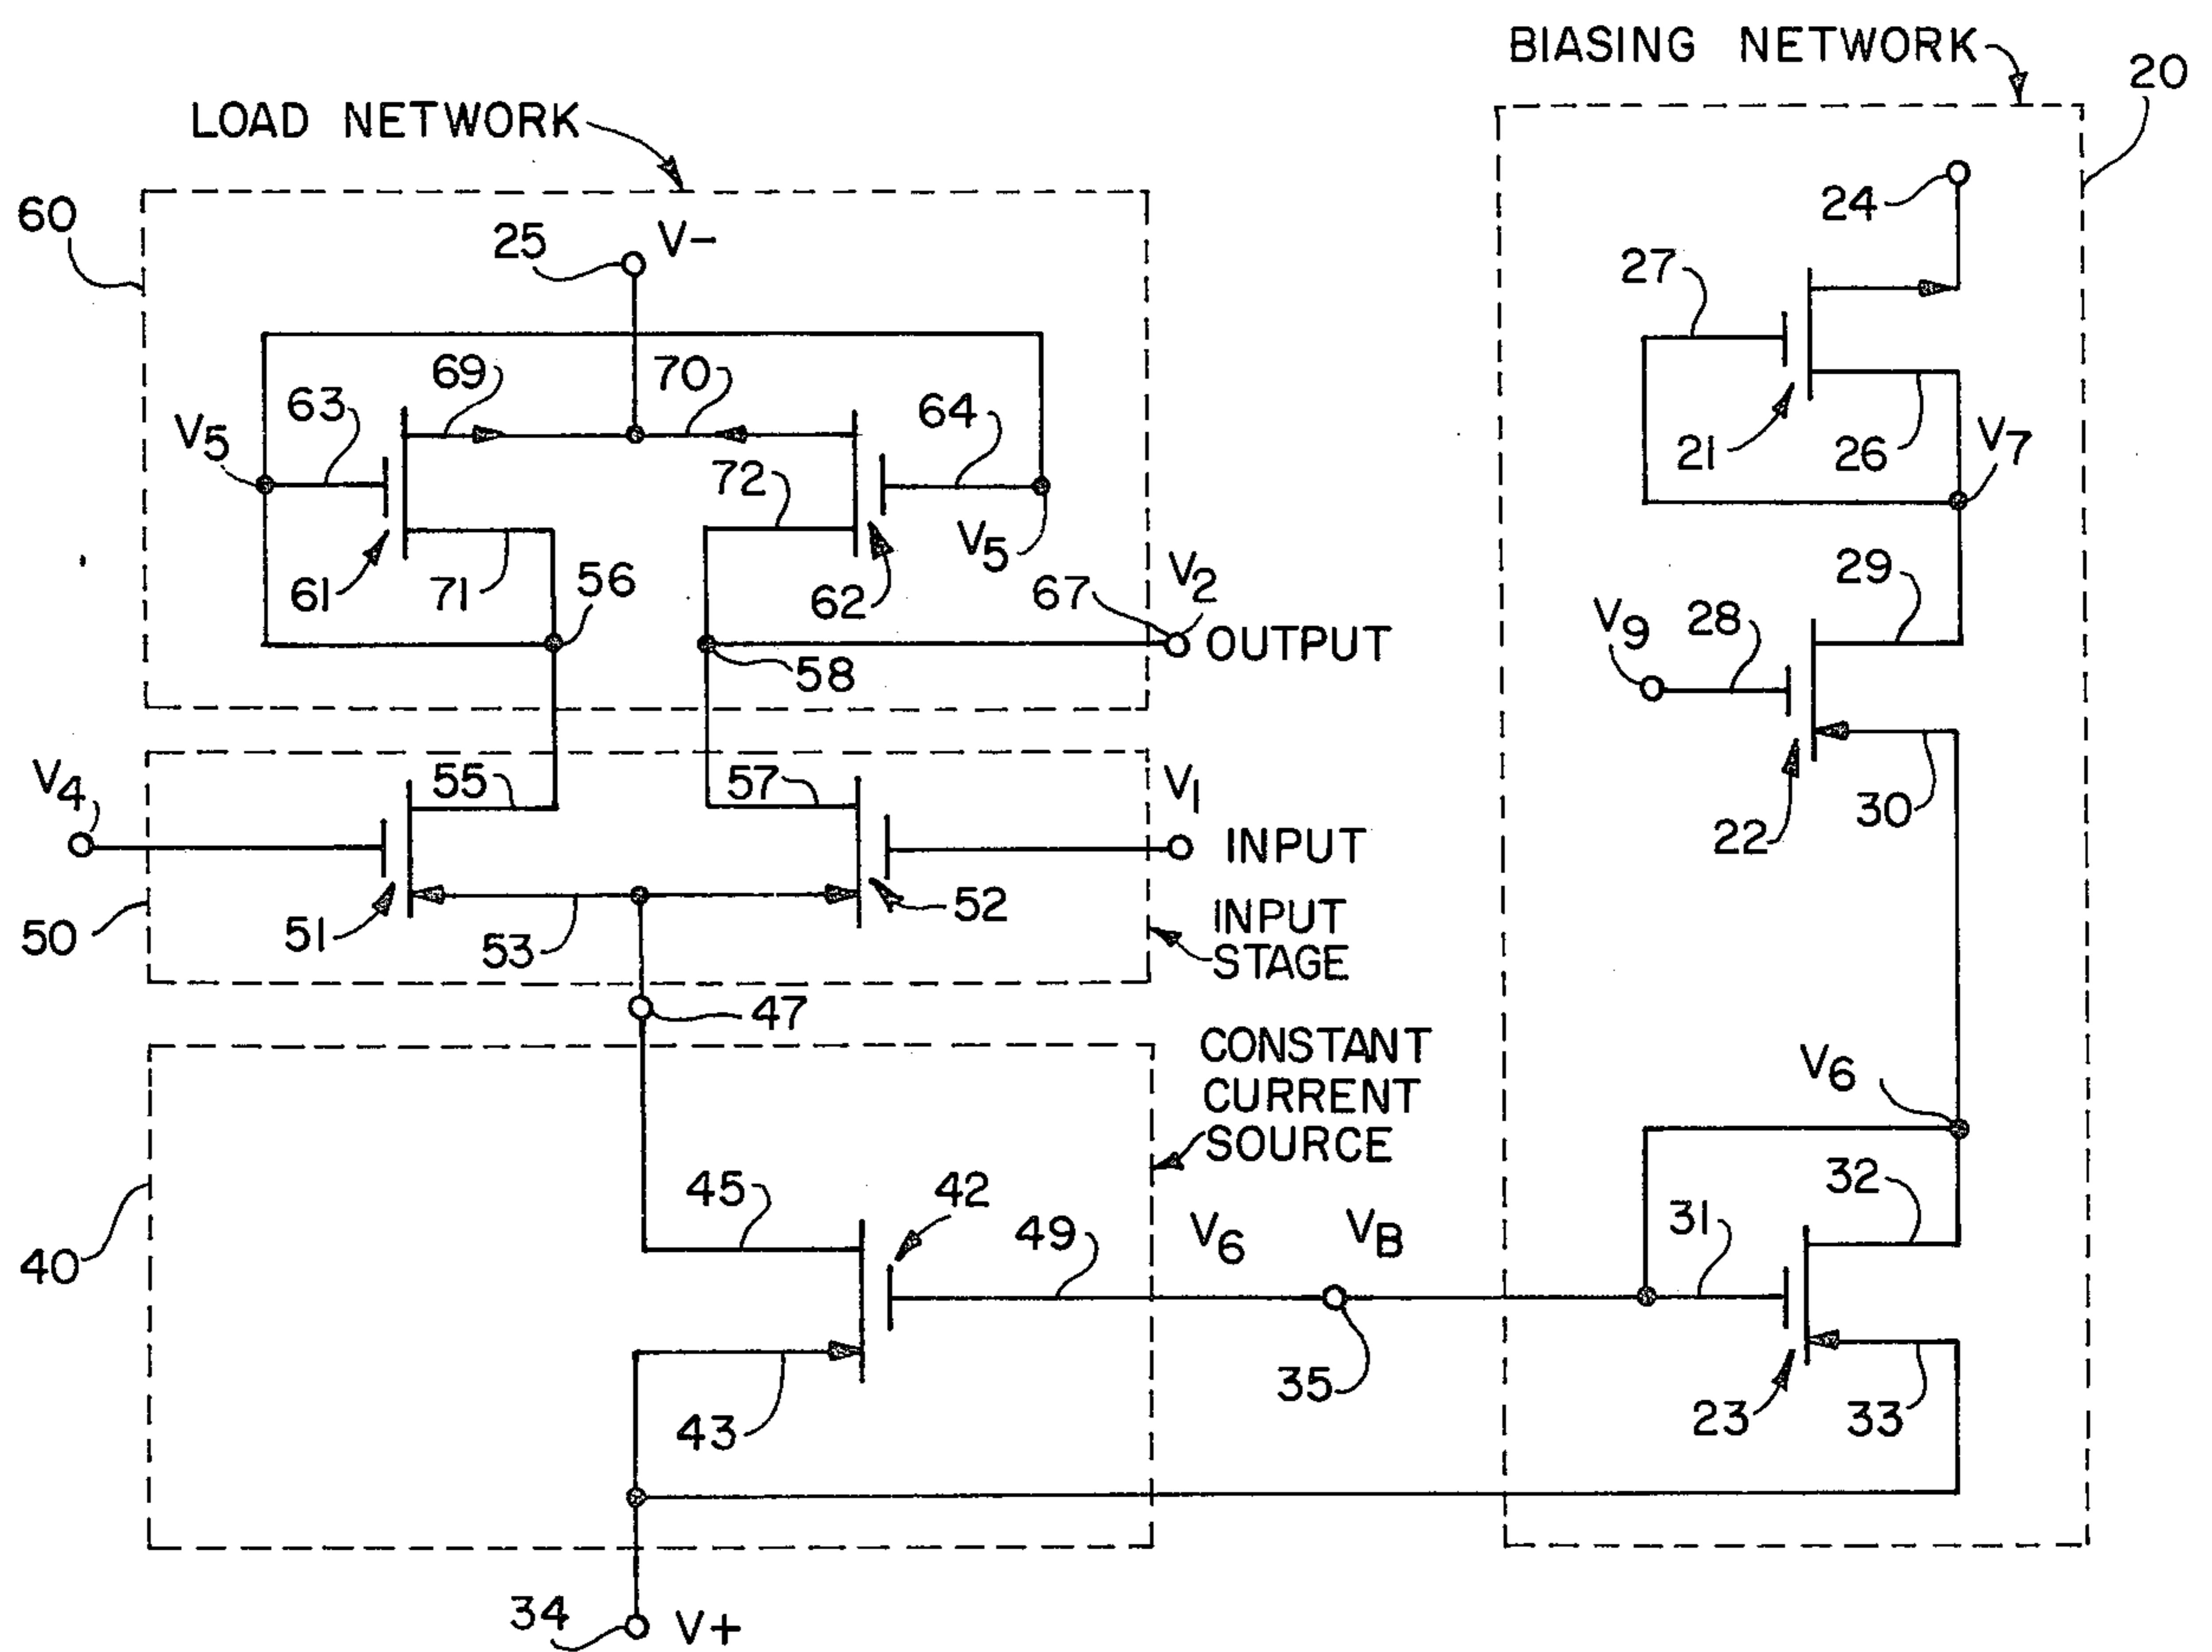 BIASING NETWORK
20
LOAD NETWORK
60
25
V−
24
27
69
70
63
64
V5
21
26
V7
72
V5
61
71
56
62
67
V2
OUTPUT
58
29
V9
28
V4
55
57
V1
INPUT
30
22
50
51
53
52
INPUT
STAGE
47
CONSTANT
CURRENT
SOURCE
V6
45
42
49
V6
VB
31
32
40
35
43
23
33
34
V+